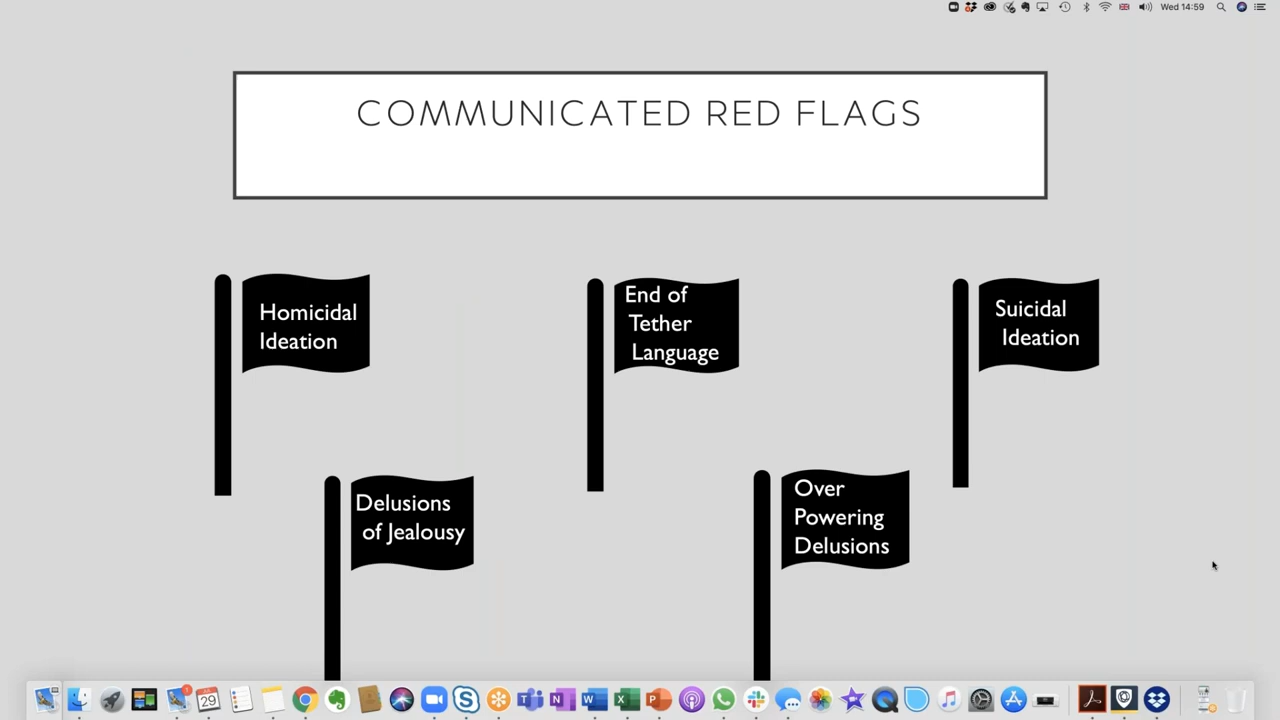 Wed 14:59
COMMUNICATED RED FLAGS
Homicidal
Ideation
End of
Tether
Language
Suicidal
Ideation
Delusions
of Jealousy
Over
Powering
Delusions
29